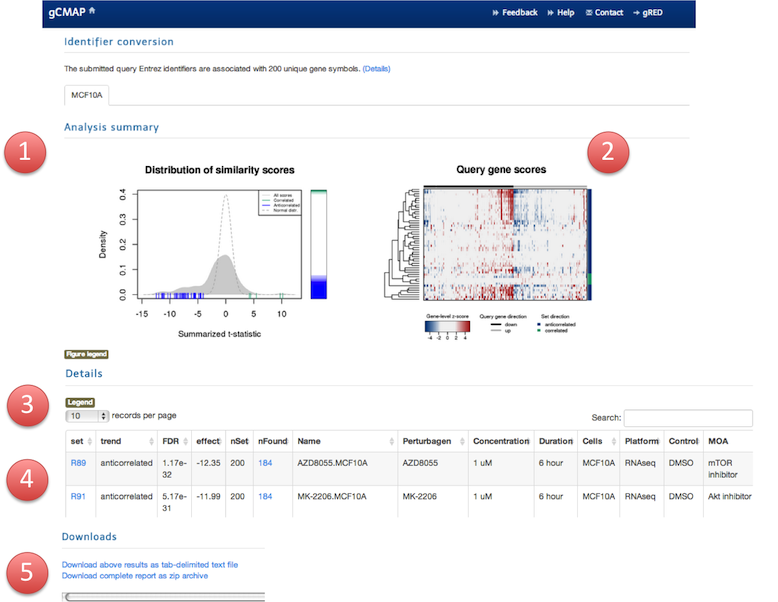 gCMAP
Feedback Help Contact gRED
Identifier conversion
The submitted query Entrez identifiers are associated with 200 unique gene symbols. (Details)
MCF10A
Analysis summary
1
2
Distribution of similarity scores
All scores
Correlated
Anticorrelated
Normal distr.
Density
0.0 0.1 0.2 0.3 0.4
-15 -10 -5 0 5 10
Summarized t-statistic
Query gene scores
Gene-level z-score
-4 -2 0 2 4
Query gene direction
down
up
Set direction
anticorrelated
correlated
Figure legend
Details
3
Legend
10 records per page
Search:
set trend FDR effect nSet nFound Name Perturbagen Concentration Duration Cells Platform Control MOA
4
R89 anticorrelated 1.17e-32 -12.35 200 184 AZD8055.MCF10A AZD8055 1 uM 6 hour MCF10A RNAseq DMSO mTOR inhibitor
R91 anticorrelated 5.17e-31 -11.99 200 184 MK-2206.MCF10A MK-2206 1 uM 6 hour MCF10A RNAseq DMSO Akt inhibitor
Downloads
5
Download above results as tab-delimited text file
Download complete report as zip archive